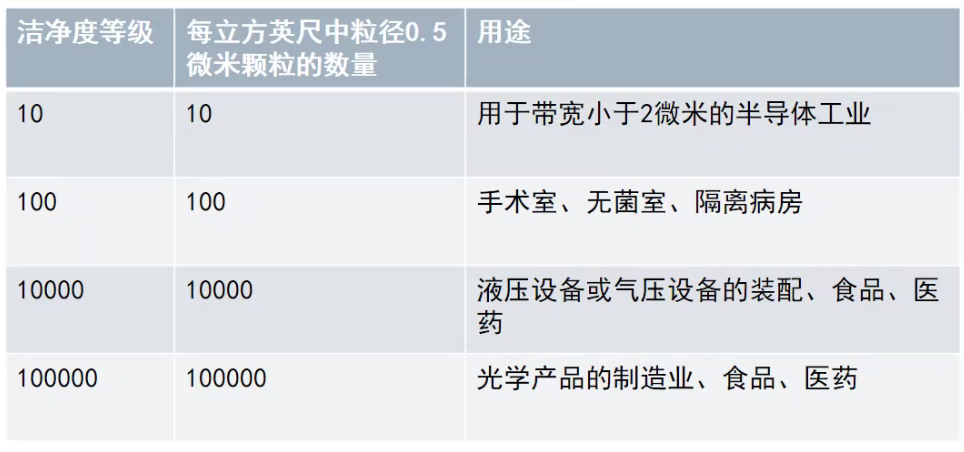 洁净度等级
每立方英尺中粒径0.5
微米颗粒的数量
用途
10
10
用于带宽小于2微米的半导体工业
100
100
手术室、无菌室、隔离病房
10000
10000
液压设备或气压设备的装配、食品、医
药
100000
100000
光学产品的制造业、食品、医药